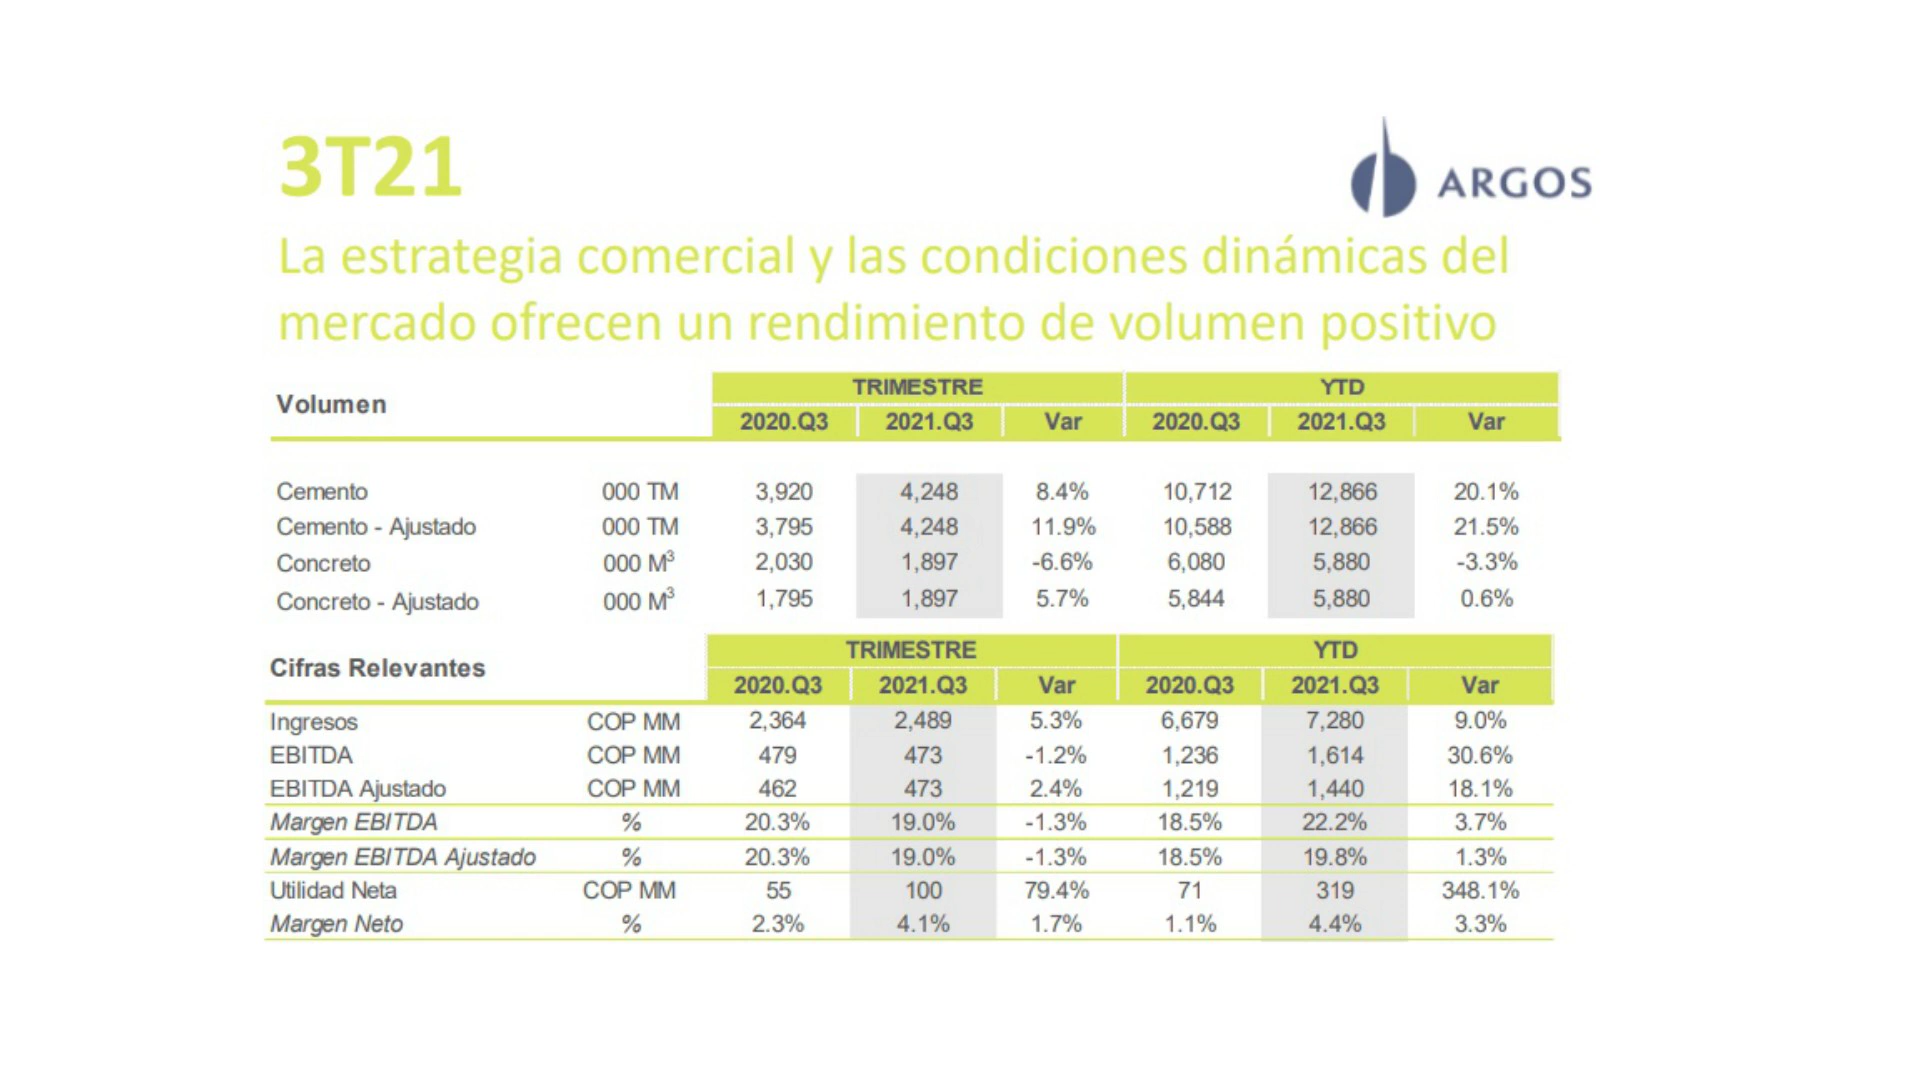 3T21
ARGOS
La estrategia comercial y las condiciones dinámicas del
mercado ofrecen un rendimiento de volumen positivo
Volumen TRIMESTRE YTD
2020.Q3 2021.Q3 Var 2020.Q3 2021.Q3 Var
Cemento 000 TM 3,920 4,248 8.4% 10,712 12,866 20.1%
Cemento - Ajustado 000 TM 3,795 4,248 11.9% 10,588 12,866 21.5%
Concreto 000 M³ 2,030 1,897 -6.6% 6,080 5,880 -3.3%
Concreto - Ajustado 000 M³ 1,795 1,897 5.7% 5,844 5,880 0.6%
Cifras Relevantes TRIMESTRE YTD
2020.Q3 2021.Q3 Var 2020.Q3 2021.Q3 Var
Ingresos COP MM 2,364 2,489 5.3% 6,679 7,280 9.0%
EBITDA COP MM 479 473 -1.2% 1,236 1,614 30.6%
EBITDA Ajustado COP MM 462 473 2.4% 1,219 1,440 18.1%
Margen EBITDA % 20.3% 19.0% -1.3% 18.5% 22.2% 3.7%
Margen EBITDA Ajustado % 20.3% 19.0% -1.3% 18.5% 19.8% 1.3%
Utilidad Neta COP MM 55 100 79.4% 71 319 348.1%
Margen Neto % 2.3% 4.1% 1.7% 1.1% 4.4% 3.3%